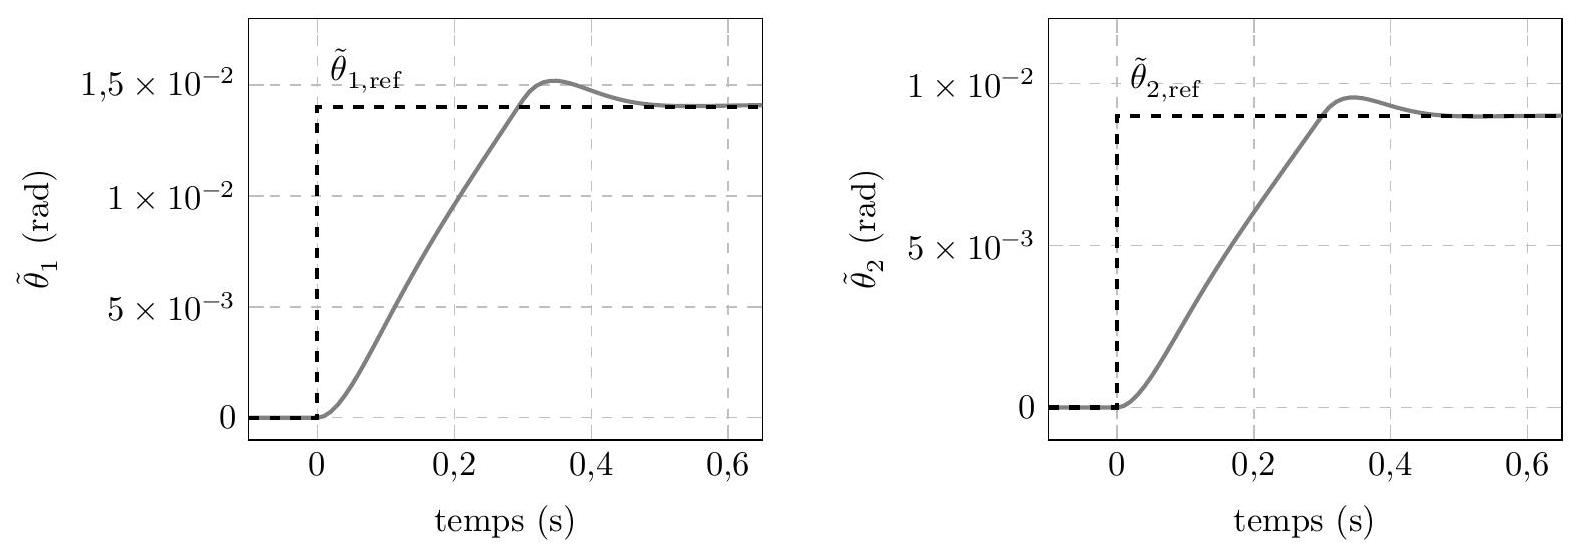 θ̃₁,ref
1,5 × 10⁻²
1 × 10⁻²
5 × 10⁻³
0
θ̃₁ (rad)
0 0,2 0,4 0,6
temps (s)
θ̃₂,ref
1 × 10⁻²
5 × 10⁻³
0
θ̃₂ (rad)
0 0,2 0,4 0,6
temps (s)